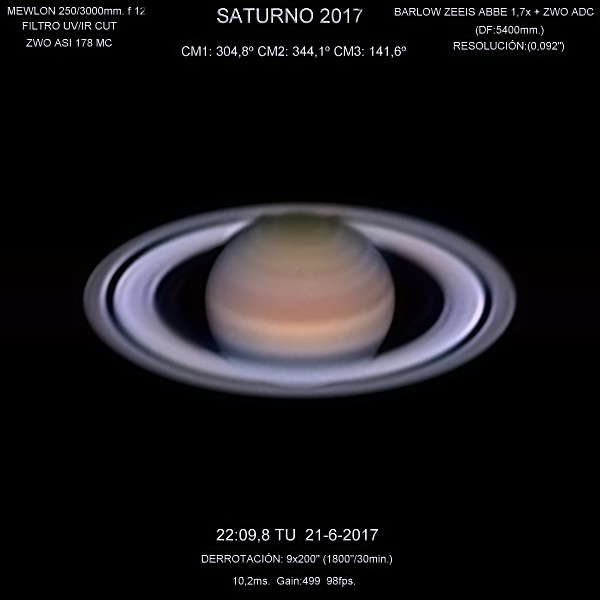 MEWLON 250/3000mm. f 12
FILTRO UV/IR CUT
ZWO ASI 178 MC
SATURNO 2017
CM1: 304,8º CM2: 344,1º CM3: 141,6º
BARLOW ZEEIS ABBE 1,7x + ZWO ADC
(DF:5400mm.)
RESOLUCIÓN:(0,092")
22:09,8 TU 21-6-2017
DERROTACIÓN: 9x200" (1800"/30min.)
10,2ms. Gain:499 98fps.